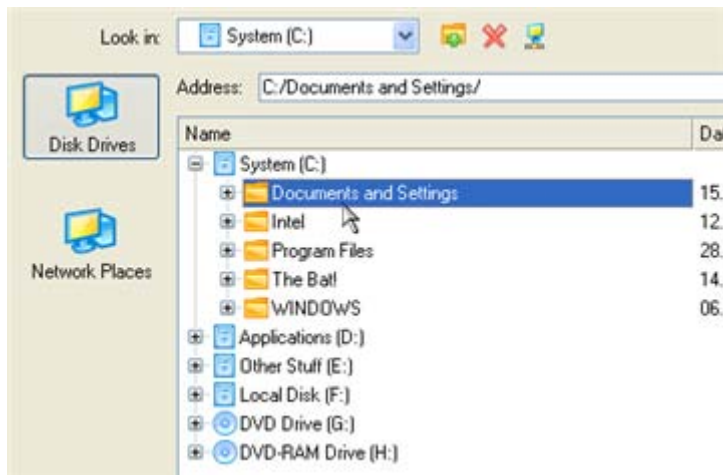 Look in: System (C:)
Address: C:/Documents and Settings/
Disk Drives
Network Places
Name Da
System (C:)
Documents and Settings 15.
Intel 12.
Program Files 28.
The Bat! 14.
WINDOWS 06.
Applications (D:)
Other Stuff (E:)
Local Disk (F:)
DVD Drive (G:)
DVD-RAM Drive (H:)